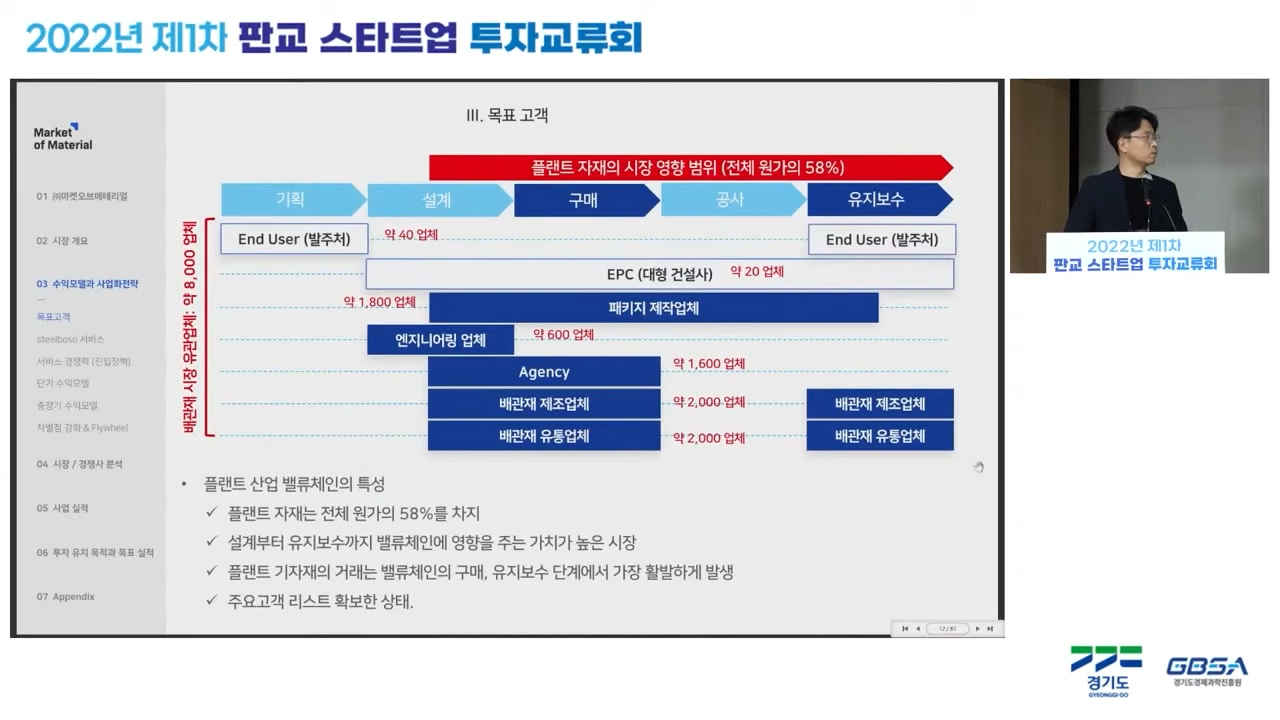 2022년 제1차 판교 스타트업 투자교류회
Market
of Material
01 ㈜마켓오브메테리얼
02 시장 개요
03 수익모델과 사업화전략
목표고객
steelboso 서비스
서비스 경쟁력 (진입장벽)
단기 수익모델
중장기 수익모델
차별점 강화 & Flywheel
04 시장 / 경쟁사 분석
05 사업 실적
06 투자 유치 목적과 목표 실적
07 Appendix
III. 목표 고객
플랜트 자재의 시장 영향 범위 (전체 원가의 58%)
기획 설계 구매 공사 유지보수
배관재 시장 유관업체: 약 8,000 업체
End User (발주처) 약 40 업체 End User (발주처)
EPC (대형 건설사) 약 20 업체
약 1,800 업체 패키지 제작업체
엔지니어링 업체 약 600 업체
Agency 약 1,600 업체
배관재 제조업체 약 2,000 업체 배관재 제조업체
배관재 유통업체 약 2,000 업체 배관재 유통업체
• 플랜트 산업 밸류체인의 특성
✓ 플랜트 자재는 전체 원가의 58%를 차지
✓ 설계부터 유지보수까지 밸류체인에 영향을 주는 가치가 높은 시장
✓ 플랜트 기자재의 거래는 밸류체인의 구매, 유지보수 단계에서 가장 활발하게 발생
✓ 주요고객 리스트 확보한 상태.
12 / 61
2022년 제1차
판교 스타트업 투자교류회
경기도
GYEONGGI-DO
GBSA
경기도경제과학진흥원